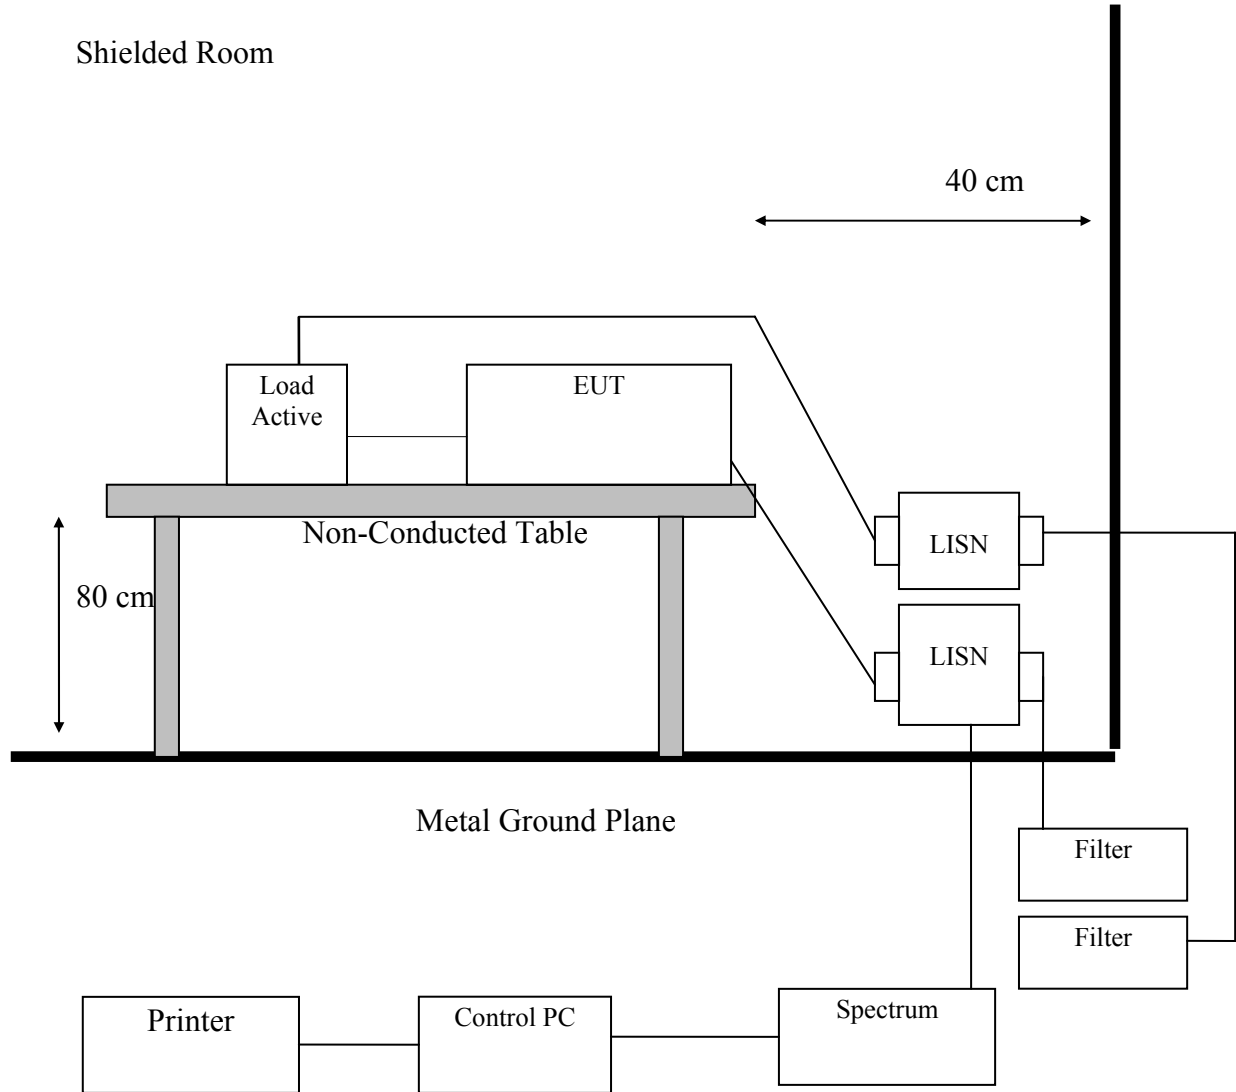 Shielded Room
40 cm
Load
Active
EUT
Non-Conducted Table
LISN
80 cm
LISN
Metal Ground Plane
Filter
Filter
Printer
Control PC
Spectrum